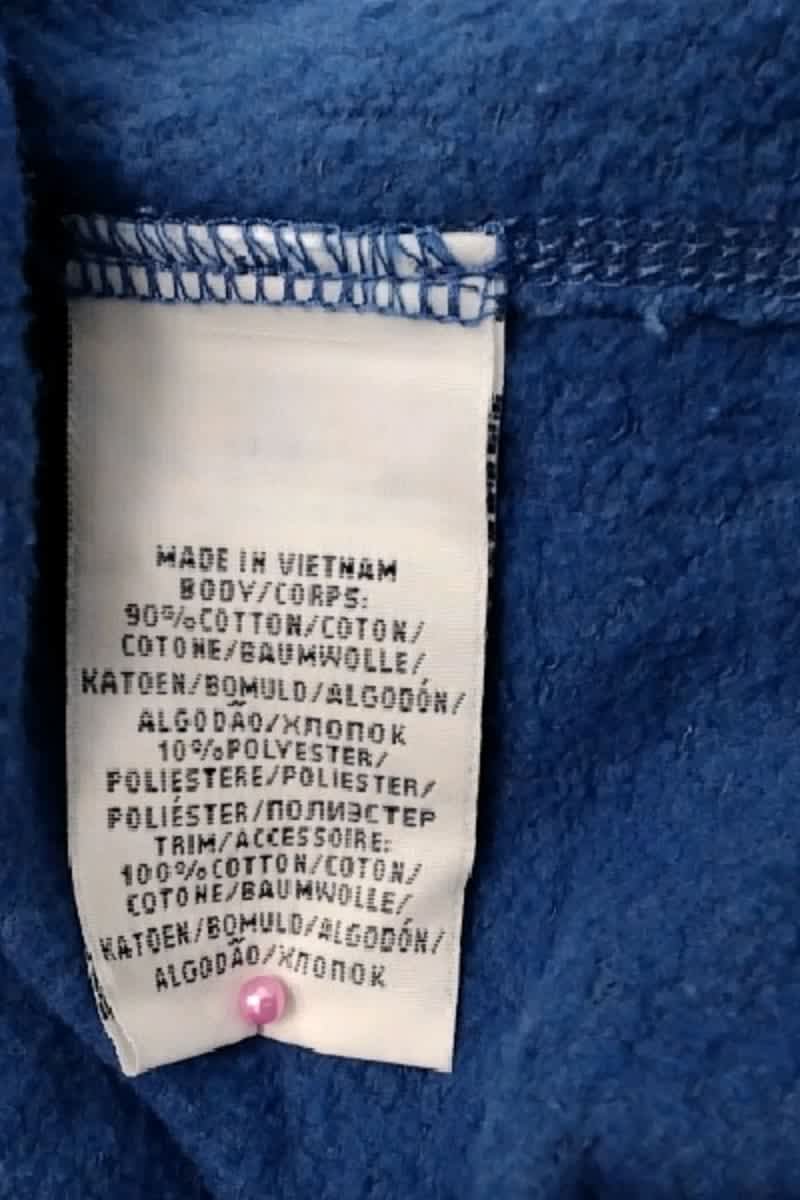 MADE IN VIETNAM
BODY/CORPS:
90%COTTON/COTON/
COTONE/BAUMWOLLE/
KATOEN/BOMULD/ALGODÓN/
ALGODÃO/ХЛОПОК
10%POLYESTER/
POLIESTERE/POLIESTER/
POLIÉSTER/ПОЛИЭСТЕР
TRIM/ACCESSOIRE:
100%COTTON/COTON/
COTONE/BAUMWOLLE/
KATOEN/BOMULD/ALGODÓN/
ALGODÃO/ХЛОПОК